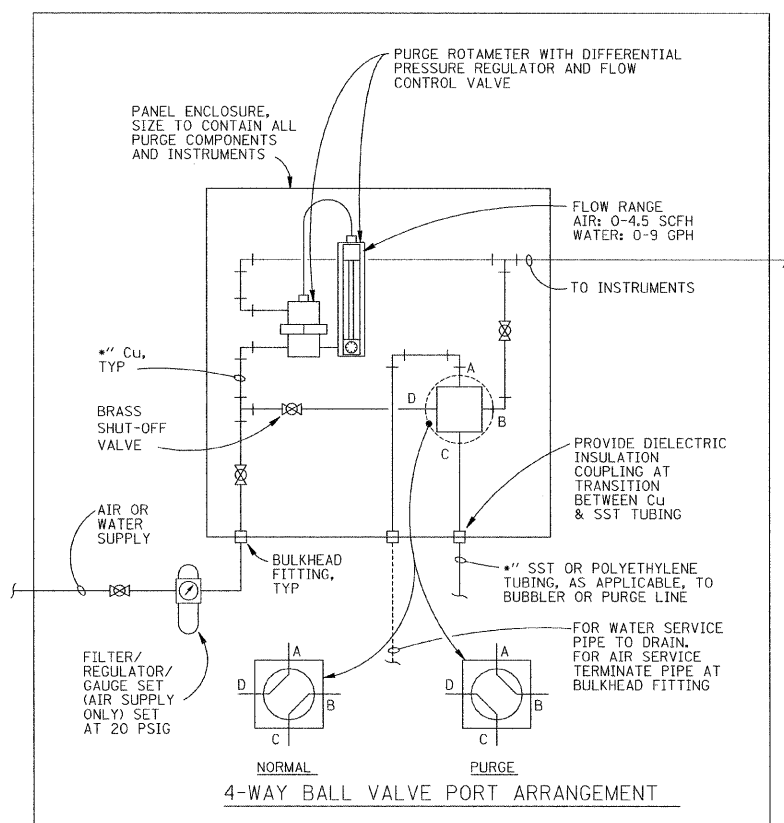 PURGE ROTAMETER WITH DIFFERENTIAL
PRESSURE REGULATOR AND FLOW
CONTROL VALVE
PANEL ENCLOSURE,
SIZE TO CONTAIN ALL
PURGE COMPONENTS
AND INSTRUMENTS
FLOW RANGE
AIR: 0-4.5 SCFH
WATER: 0-9 GPH
TO INSTRUMENTS
*" Cu,
TYP
A
D
B
C
BRASS
SHUT-OFF
VALVE
PROVIDE DIELECTRIC
INSULATION
COUPLING AT
TRANSITION
BETWEEN Cu
& SST TUBING
AIR OR
WATER
SUPPLY
BULKHEAD
FITTING,
TYP
*" SST OR POLYETHYLENE
TUBING, AS APPLICABLE, TO
BUBBLER OR PURGE LINE
FOR WATER SERVICE
PIPE TO DRAIN.
FOR AIR SERVICE
TERMINATE PIPE AT
BULKHEAD FITTING
FILTER/
REGULATOR/
GAUGE SET
(AIR SUPPLY
ONLY) SET
AT 20 PSIG
A
D
B
C
NORMAL
A
D
B
C
PURGE
4-WAY BALL VALVE PORT ARRANGEMENT